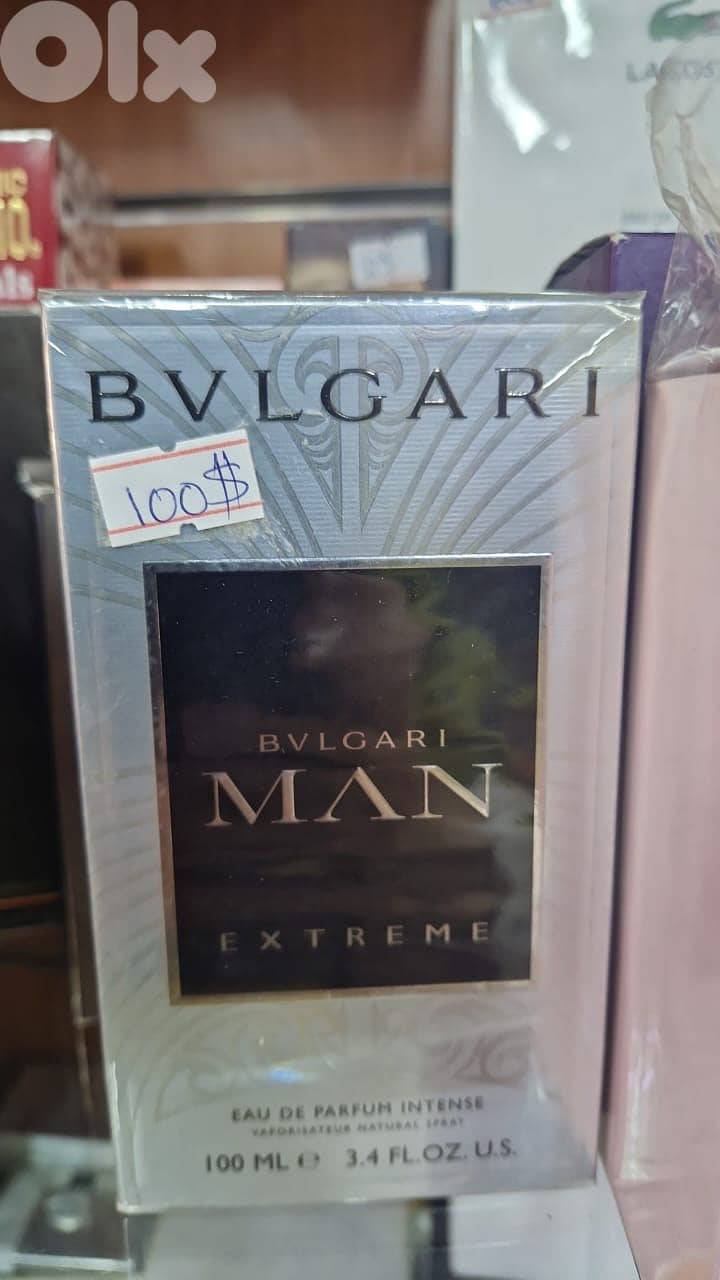 OLX
LACOS
BVLGARI
100$
BVLGARI
MAN
EXTREME
EAU DE PARFUM INTENSE
VAPORISATEUR NATURAL SPRAY
100 ML ℮ 3.4 FL.OZ. U.S.